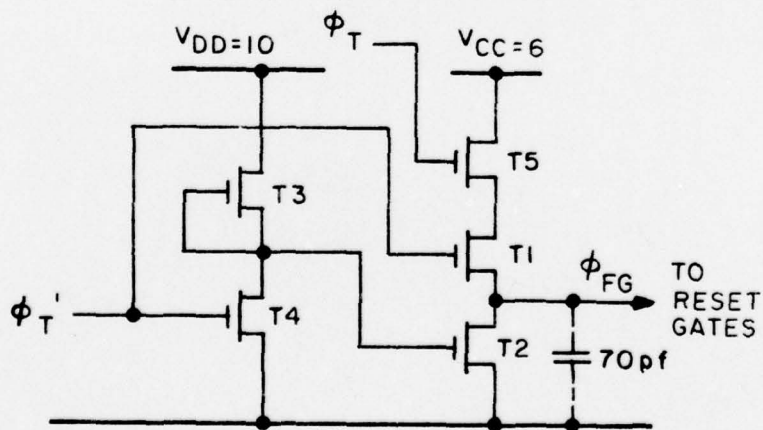 V_DD=10
ϕ_T
V_CC=6
T5
T3
T1
ϕ_FG
TO
RESET
GATES
ϕ_T'
T4
T2
70pf